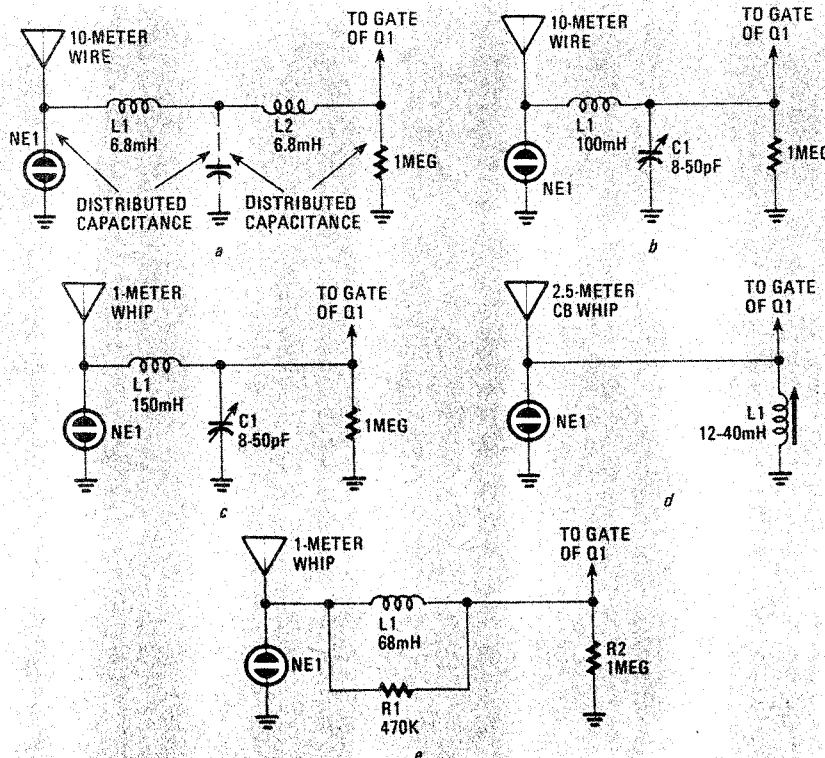 10-METER
WIRE
TO GATE
OF Q1
L1
6.8mH
L2
6.8mH
NE1
1MEG
DISTRIBUTED
CAPACITANCE
DISTRIBUTED
CAPACITANCE
a
10-METER
WIRE
TO GATE
OF Q1
L1
100mH
C1
8-50pF
1MEG
NE1
b
1-METER
WHIP
TO GATE
OF Q1
L1
150mH
NE1
C1
8-50pF
1MEG
c
2.5-METER
CB WHIP
TO GATE
OF Q1
NE1
L1
12-40mH
d
1-METER
WHIP
TO GATE
OF Q1
L1
68mH
NE1
R1
470K
R2
1MEG
e